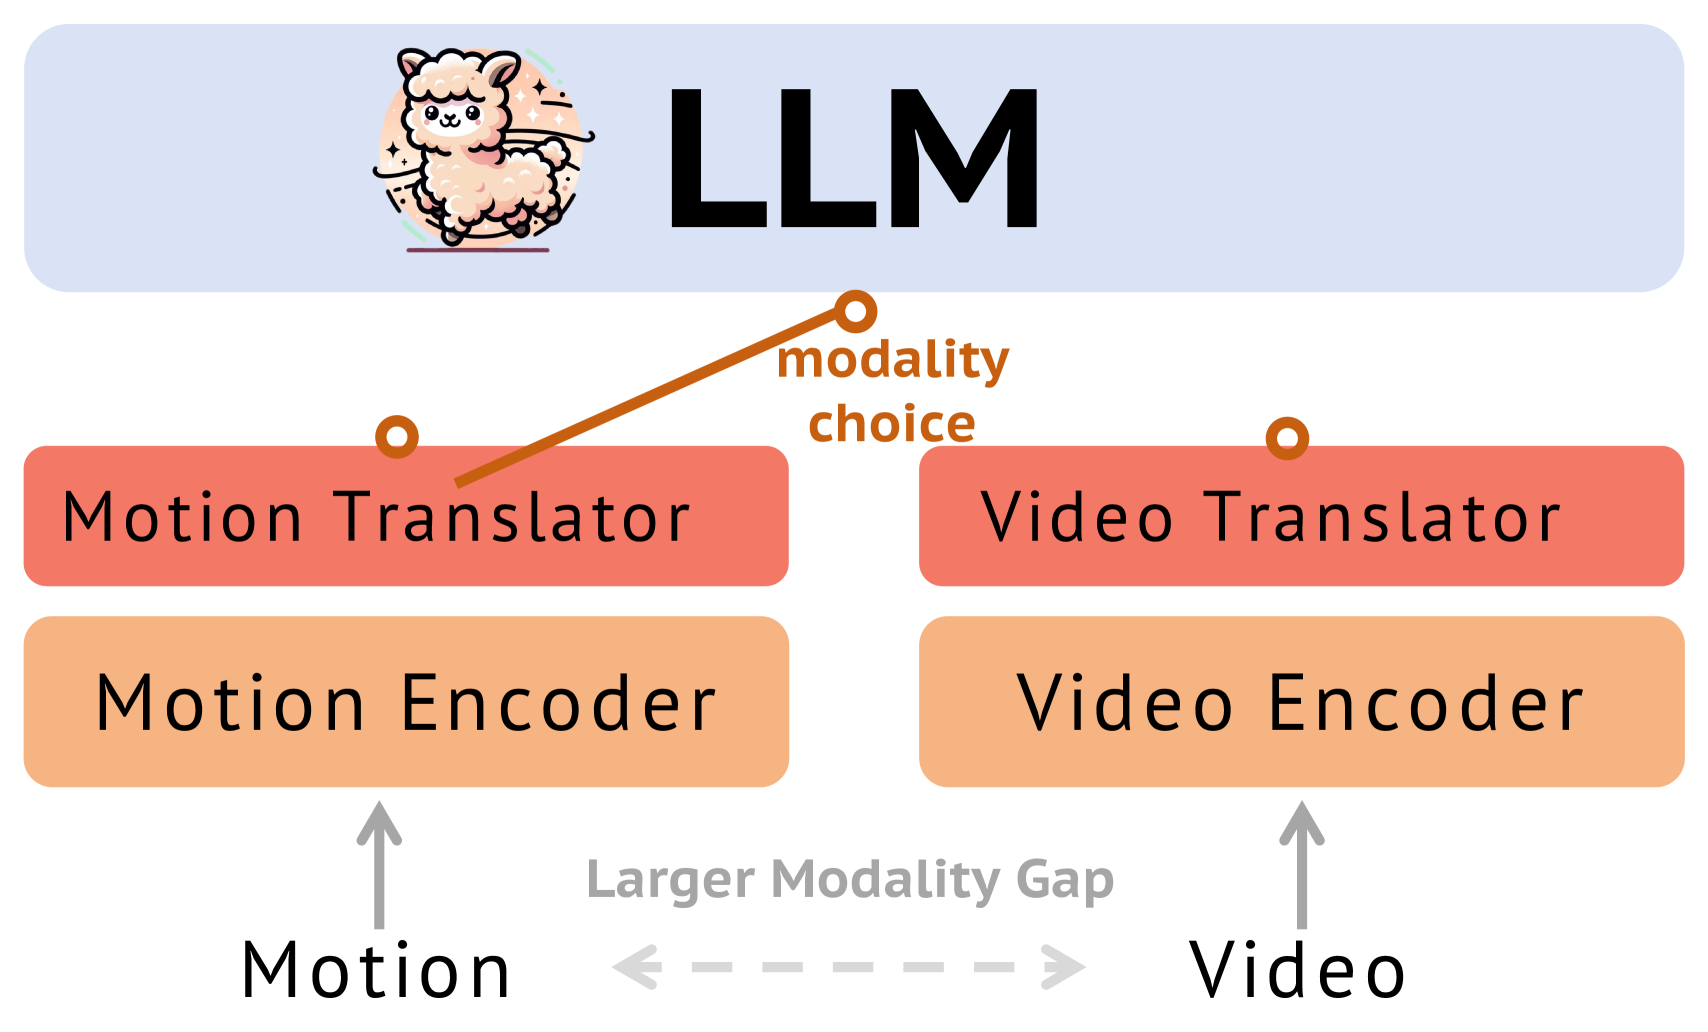 LLM
modality
choice
Motion Translator
Video Translator
Motion Encoder
Video Encoder
Larger Modality Gap
Motion
Video